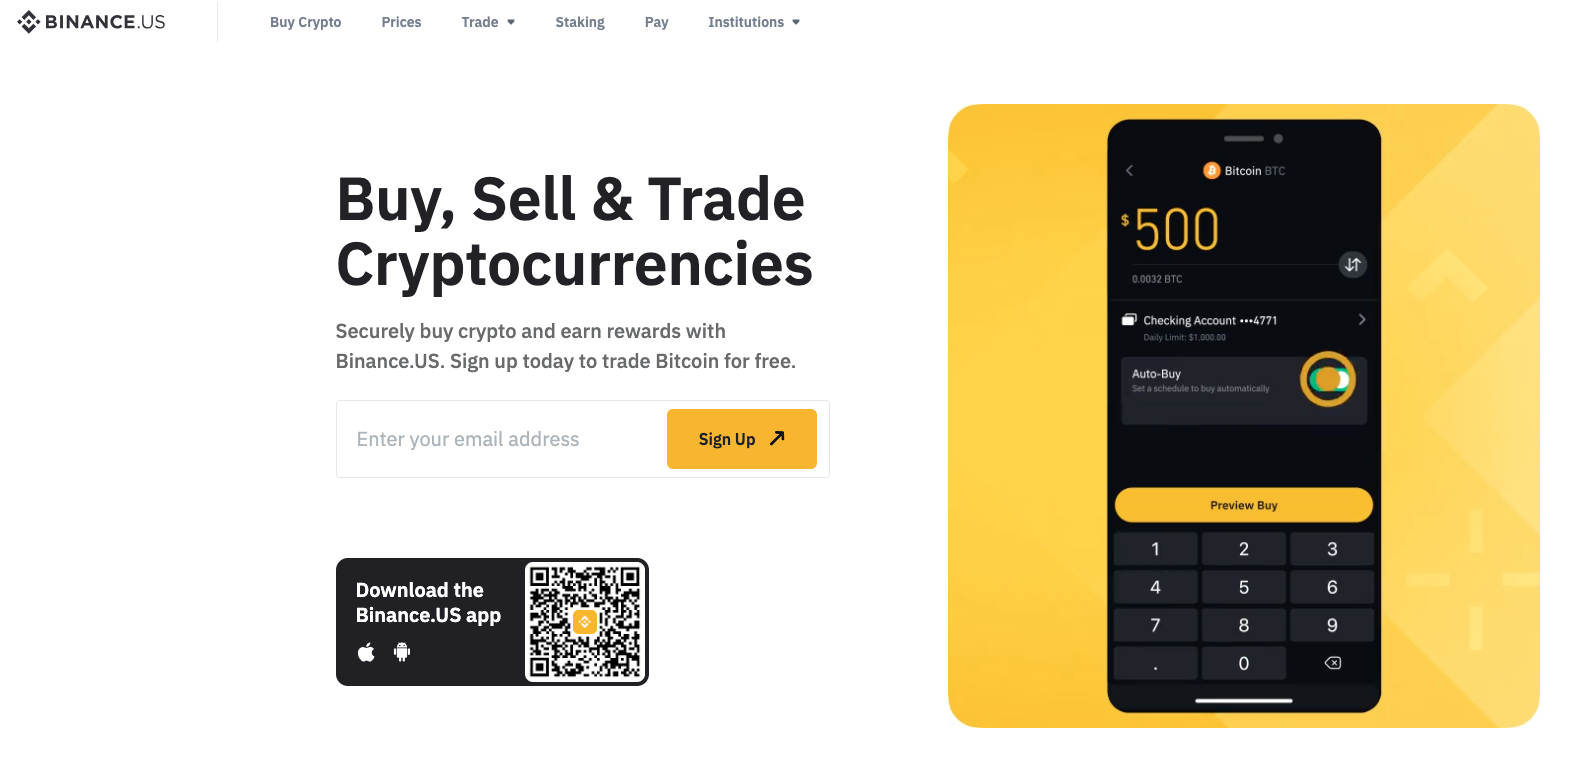 BINANCE.US
Buy Crypto
Prices
Trade
Staking
Pay
Institutions
Buy, Sell & Trade
Cryptocurrencies
Securely buy crypto and earn rewards with
Binance.US. Sign up today to trade Bitcoin for free.
Enter your email address
Sign Up
Download the
Binance.US app
Bitcoin BTC
$500
0.0032 BTC
Checking Account •••4771
Daily Limit: $1,000.00
Auto-Buy
Set a schedule to buy automatically
Preview Buy
1 2 3
4 5 6
7 8 9
. 0